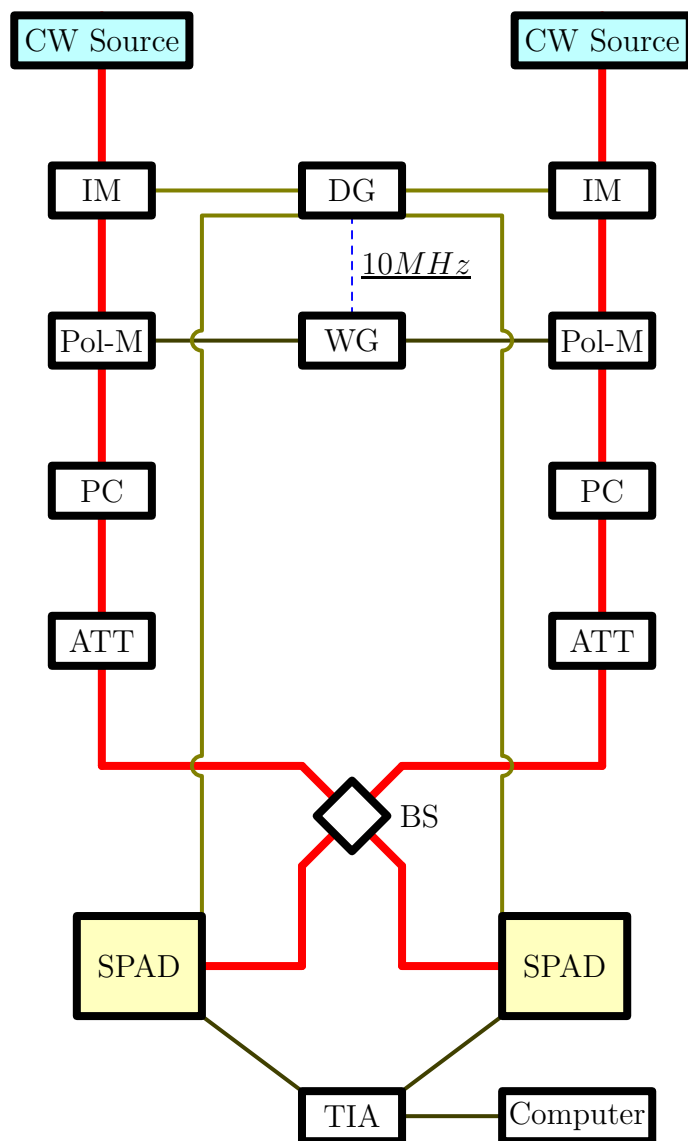 CW Source
CW Source
IM
DG
IM
10MHz
Pol-M
WG
Pol-M
PC
PC
ATT
ATT
BS
SPAD
SPAD
TIA
Computer